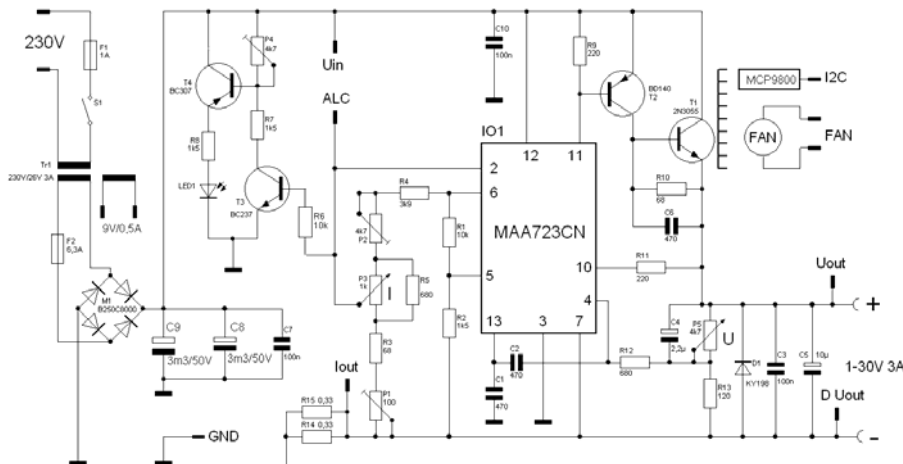 230V
F1
1A
S1
Tr1
230V/26V 3A
9V/0,5A
F2
6,3A
M1
B250C8000
C9
3m3/50V
C8
3m3/50V
C7
100n
GND
T4
BC307
P4
4k7
R7
1k5
R8
1k5
LED1
T3
BC237
R6
10k
Uin
ALC
P2
4k7
P3
1k
I
R5
680
R3
68
P1
100
Iout
R15 0,33
R14 0,33
R4
3k9
R1
10k
R2
1k5
C10
100n
IO1
MAA723CN
12
11
2
6
5
10
4
13
3
7
C2
470
C1
470
R9
220
BD140
T2
T1
2N3055
R10
68
C6
470
R11
220
R12
680
C4
2,2µ
P5
4k7
U
R13
120
D1
KY198
C3
100n
C5
10µ
MCP9800
I2C
FAN
FAN
Uout
+
1-30V 3A
D Uout
-